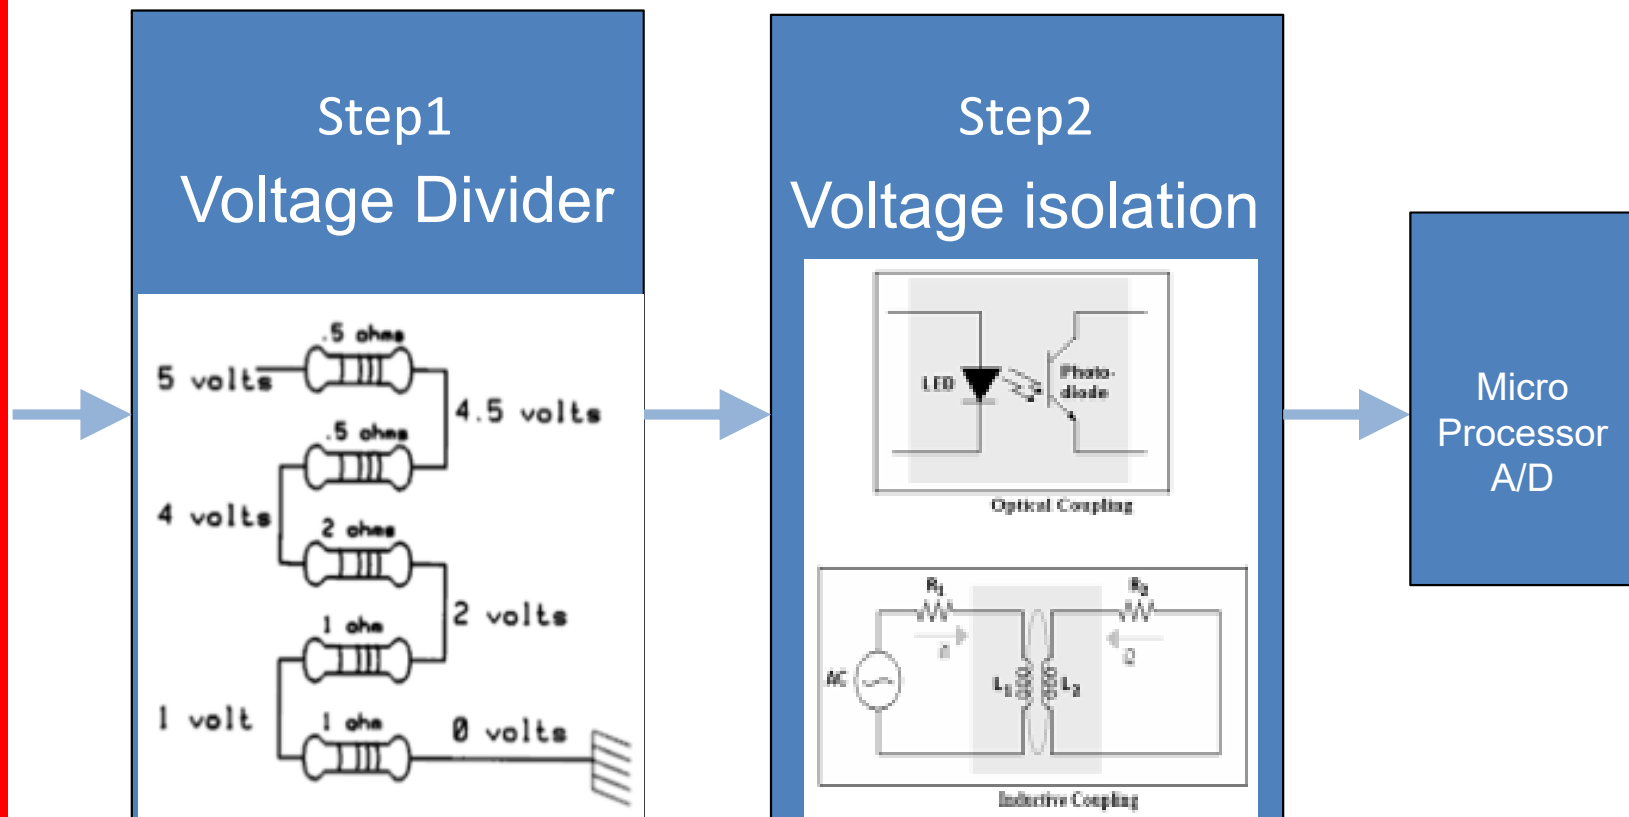 Step1
Voltage Divider
.5 ohms
5 volts
4.5 volts
.5 ohms
4 volts
2 ohms
2 volts
1 ohm
1 volt
1 ohm
0 volts
Step2
Voltage isolation
LED
Photo-
diode
Optical Coupling
R1
R2
AC
L1
L2
Inductive Coupling
Micro
Processor
A/D